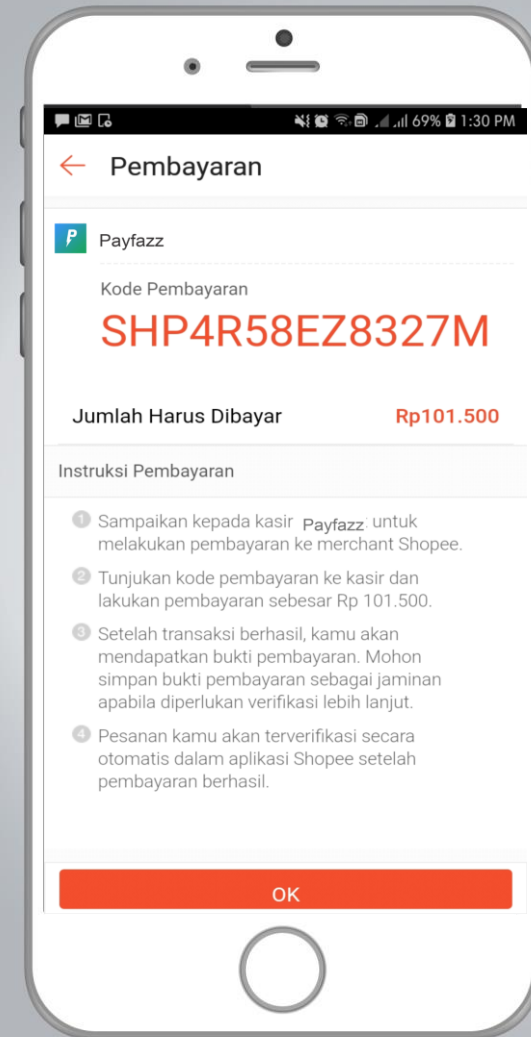 69% 1:30 PM
← Pembayaran
Payfazz
Kode Pembayaran
SHP4R58EZ8327M
Jumlah Harus Dibayar Rp101.500
Instruksi Pembayaran
1 Sampaikan kepada kasir Payfazz untuk
melakukan pembayaran ke merchant Shopee.
2 Tunjukan kode pembayaran ke kasir dan
lakukan pembayaran sebesar Rp 101.500.
3 Setelah transaksi berhasil, kamu akan
mendapatkan bukti pembayaran. Mohon
simpan bukti pembayaran sebagai jaminan
apabila diperlukan verifikasi lebih lanjut.
4 Pesanan kamu akan terverifikasi secara
otomatis dalam aplikasi Shopee setelah
pembayaran berhasil.
OK